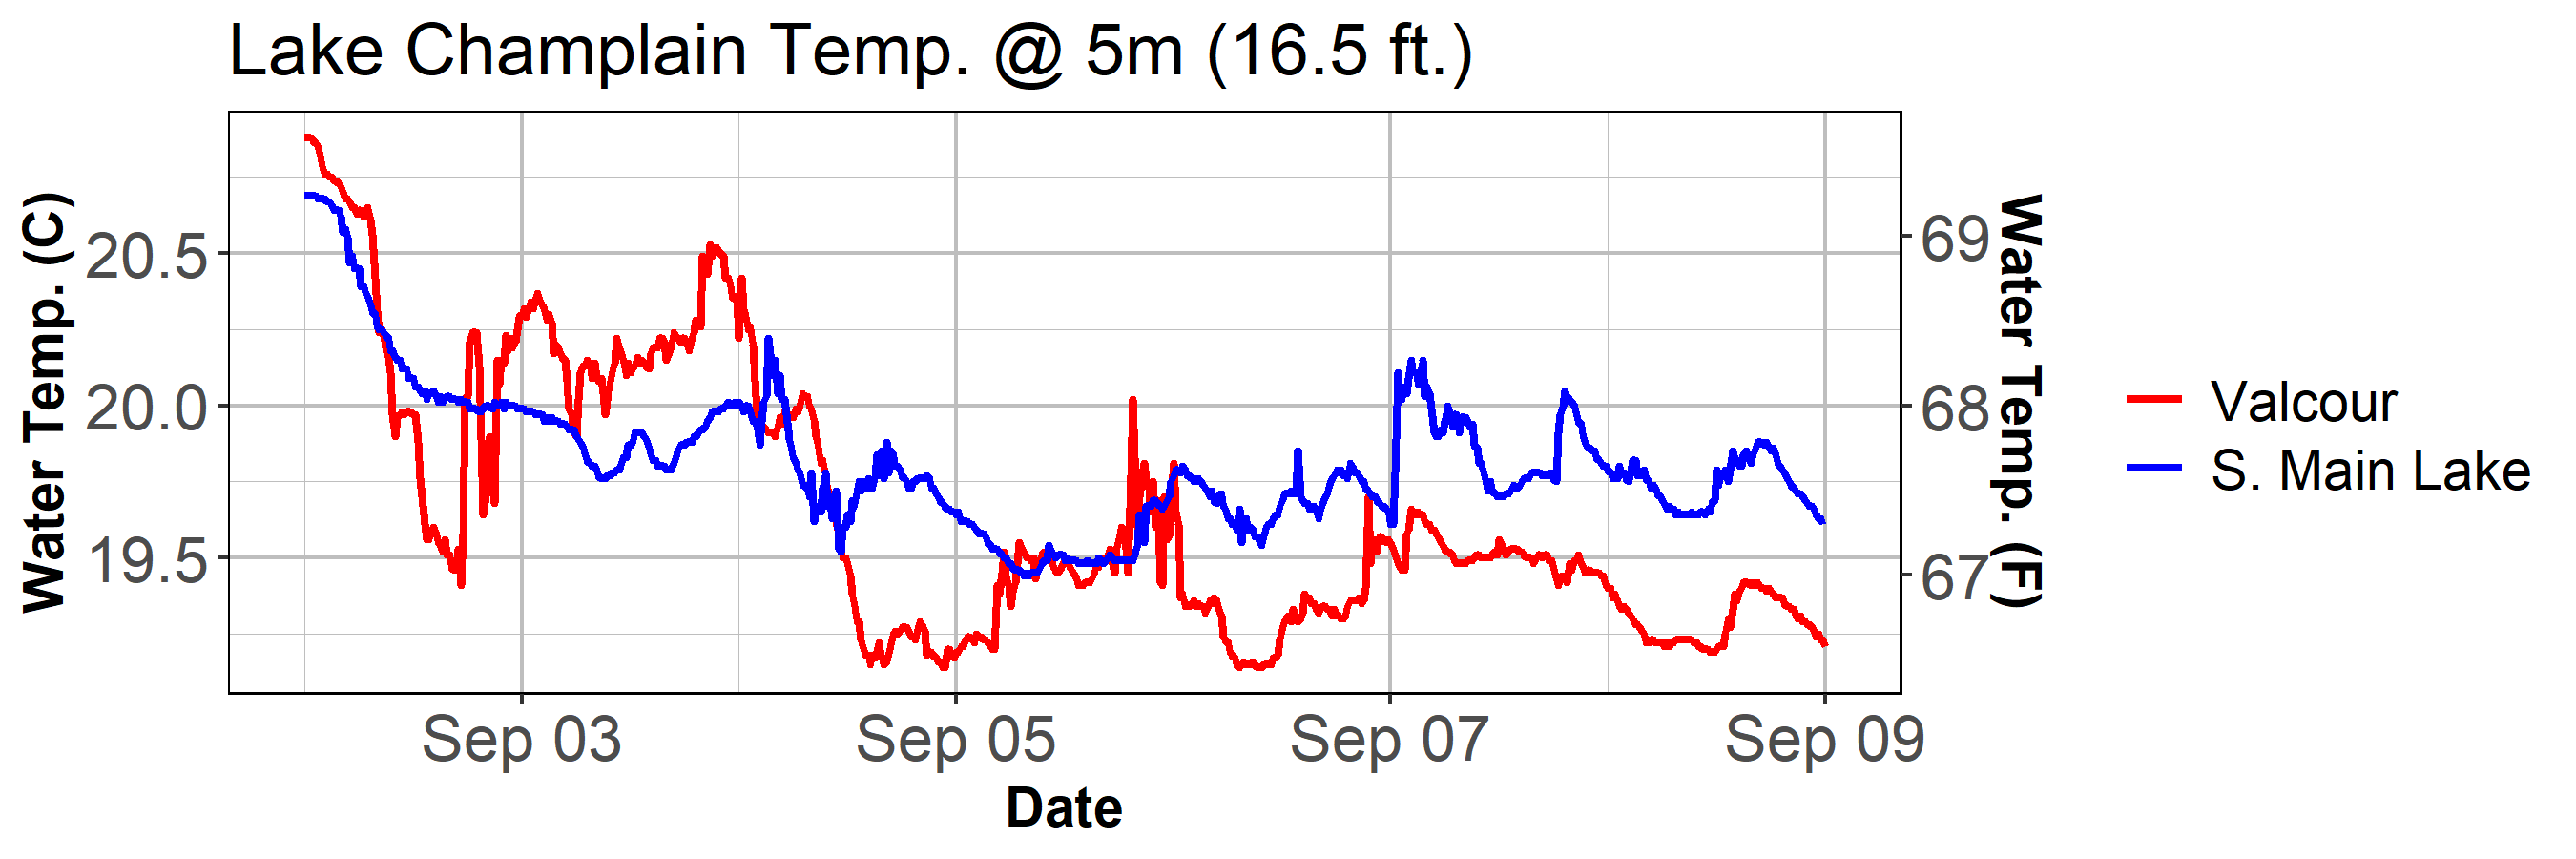 Lake Champlain Temp. @ 5m (16.5 ft.)
Water Temp. (C)
20.5
20.0
19.5
69
68
67
Water Temp. (F)
Sep 03
Sep 05
Sep 07
Sep 09
Date
Valcour
S. Main Lake